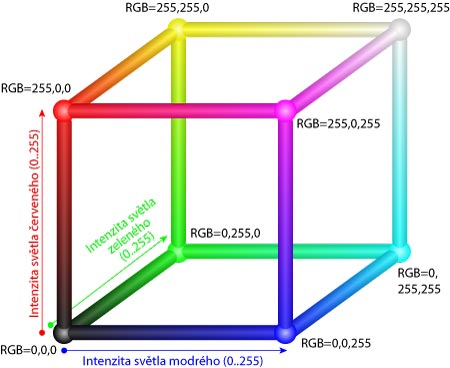 RGB=255,255,0
RGB=255,255,255
RGB=255,0,0
RGB=255,0,255
Intenzita světla červeného (0..255)
Intenzita světla
zeleného
(0..255)
RGB=0,255,0
RGB=0,
255,255
RGB=0,0,0
RGB=0,0,255
Intenzita světla modrého (0..255)